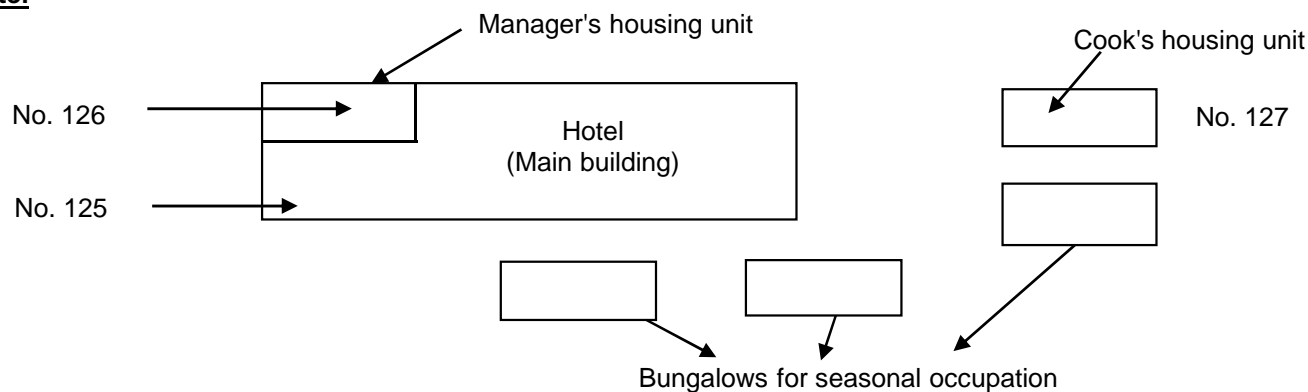 Manager's housing unit
Cook's housing unit
No. 126
No. 127
Hotel
(Main building)
No. 125
Bungalows for seasonal occupation